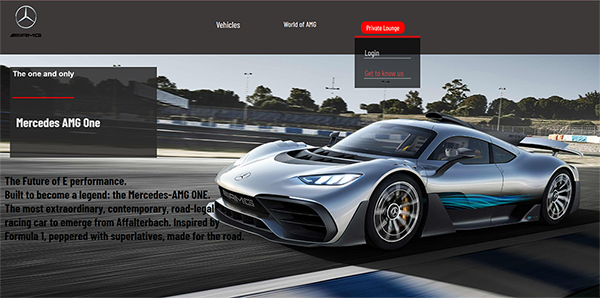 AMG
Vehicles
World of AMG
Private Lounge
Login
Get to know us
The one and only
Mercedes AMG One
The Future of E performance.
Built to become a legend: the Mercedes-AMG ONE.
The most extraordinary, contemporary, road-legal
racing car to emerge from Affalterbach. Inspired by
Formula 1, peppered with superlatives, made for the road.
AMG